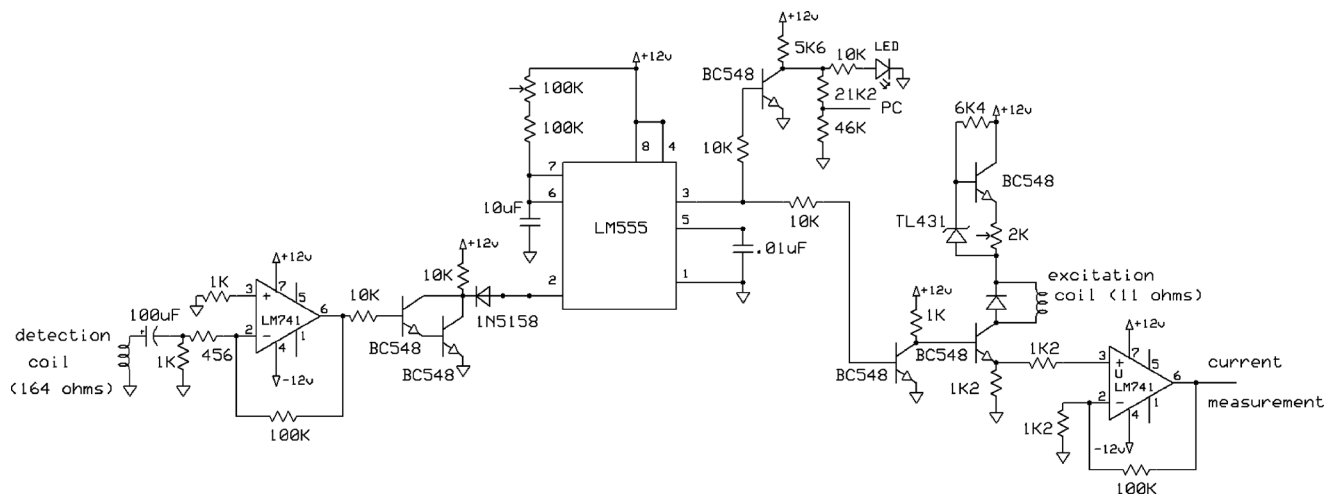 +12v
5K6
10K
LED
BC548
21K2
PC
46K
10K
+12v
100K
100K
7
6
8
4
3
5
1
2
LM555
10uF
.01uF
10K
6K4
+12v
BC548
TL431
2K
excitation
coil (11 ohms)
+12v
1K
BC548
BC548
1K2
1K2
+12v
7
5
3
+
U
LM741
2
−
6
1
4
-12v
1K2
100K
current
measurement
+12v
10K
1N5158
BC548
BC548
10K
+12v
7
5
3
+
LM741
2
−
6
1
4
-12v
1K
100uF
+
456
1K
100K
detection
coil
(164 ohms)